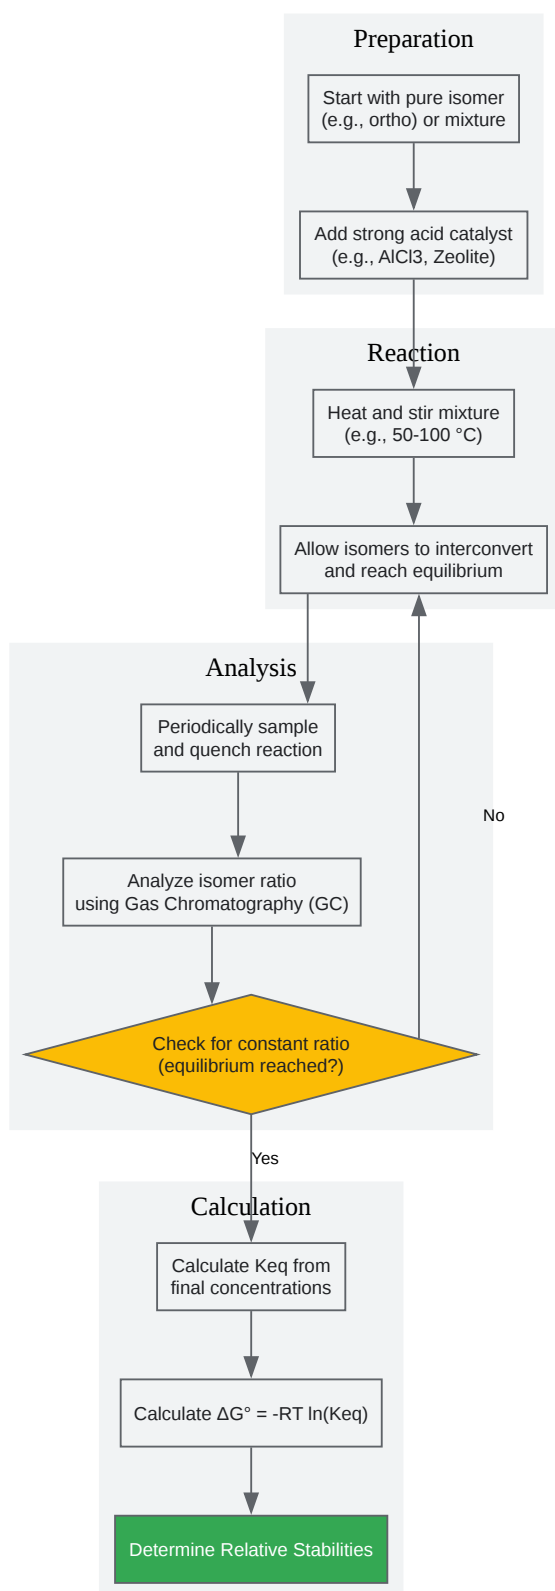 Preparation
Start with pure isomer
(e.g., ortho) or mixture
Add strong acid catalyst
(e.g., AlCl3, Zeolite)
Reaction
Heat and stir mixture
(e.g., 50-100 °C)
Allow isomers to interconvert
and reach equilibrium
Analysis
Periodically sample
and quench reaction
No
Analyze isomer ratio
using Gas Chromatography (GC)
Check for constant ratio
(equilibrium reached?)
Yes
Calculation
Calculate Keq from
final concentrations
Calculate ΔG° = -RT ln(Keq)
Determine Relative Stabilities